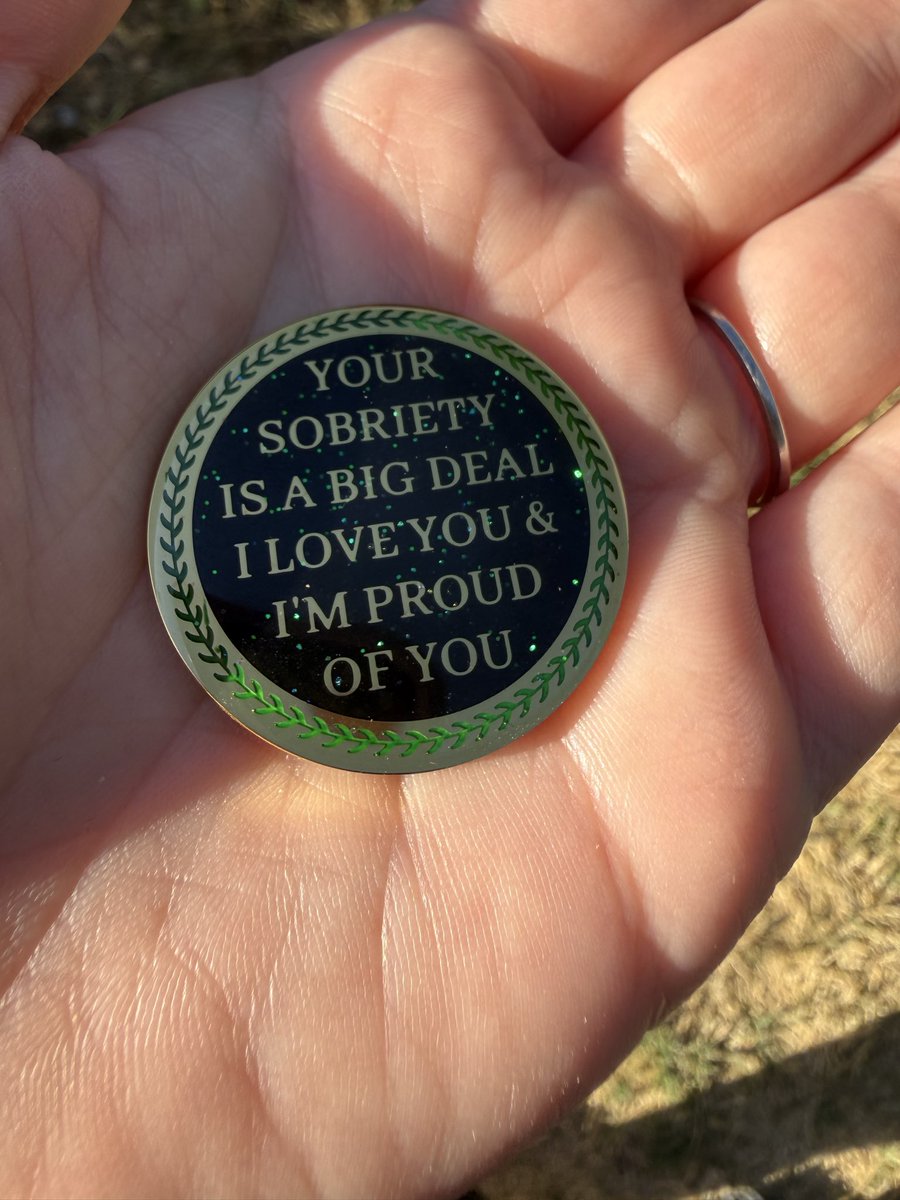 YOUR
SOBRIETY
IS A BIG DEAL
I LOVE YOU &
I'M PROUD
OF YOU